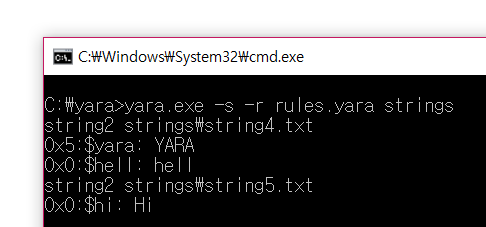 C:₩Windows₩System32₩cmd.exe
C:₩yara>yara.exe -s -r rules.yara strings
string2 strings₩string4.txt
0x5:$yara: YARA
0x0:$hell: hell
string2 strings₩string5.txt
0x0:$hi: Hi